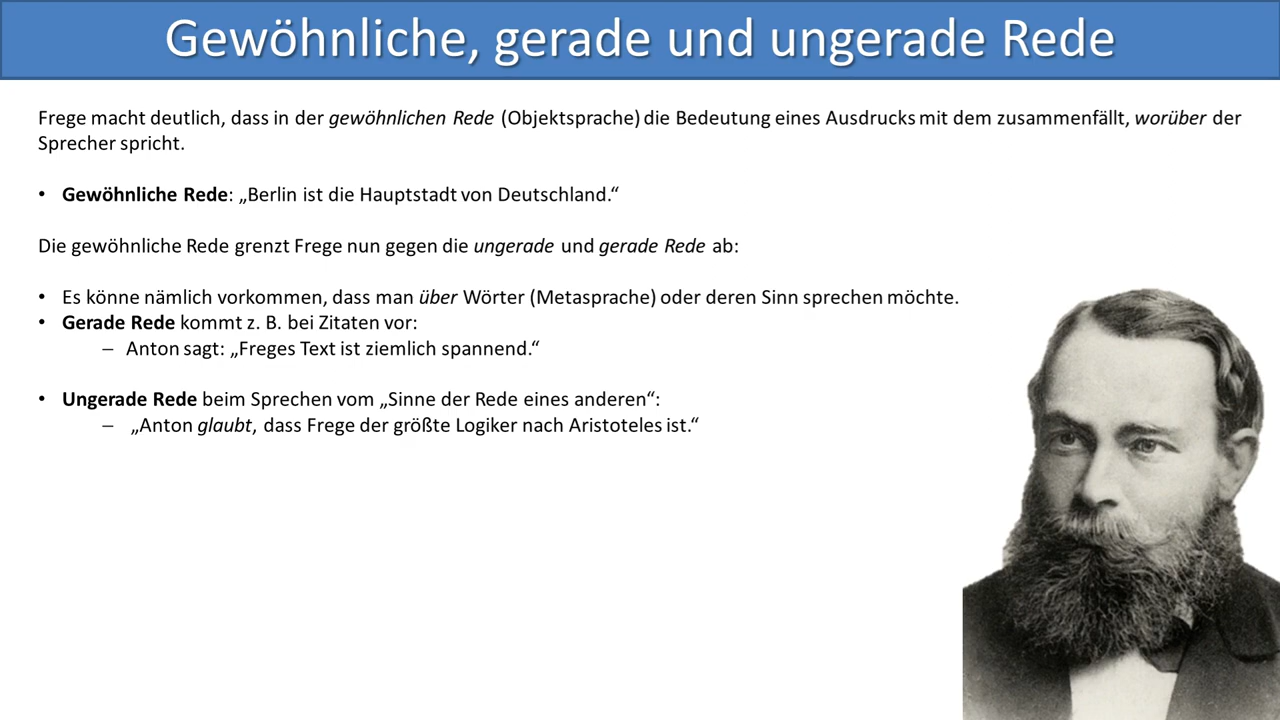 Gewöhnliche, gerade und ungerade Rede
Frege macht deutlich, dass in der gewöhnlichen Rede (Objektsprache) die Bedeutung eines Ausdrucks mit dem zusammenfällt, worüber der
Sprecher spricht.
• Gewöhnliche Rede: „Berlin ist die Hauptstadt von Deutschland.“
Die gewöhnliche Rede grenzt Frege nun gegen die ungerade und gerade Rede ab:
• Es könne nämlich vorkommen, dass man über Wörter (Metasprache) oder deren Sinn sprechen möchte.
• Gerade Rede kommt z. B. bei Zitaten vor:
– Anton sagt: „Freges Text ist ziemlich spannend.“
• Ungerade Rede beim Sprechen vom „Sinne der Rede eines anderen“:
– „Anton glaubt, dass Frege der größte Logiker nach Aristoteles ist.“